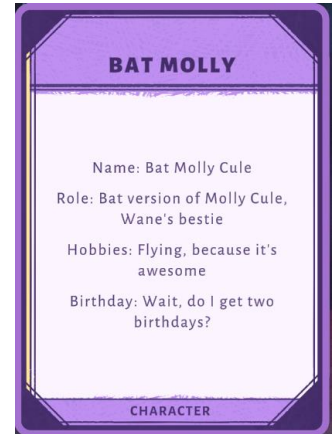 BAT MOLLY
Name: Bat Molly Cule
Role: Bat version of Molly Cule,
Wane's bestie
Hobbies: Flying, because it's
awesome
Birthday: Wait, do I get two
birthdays?
CHARACTER